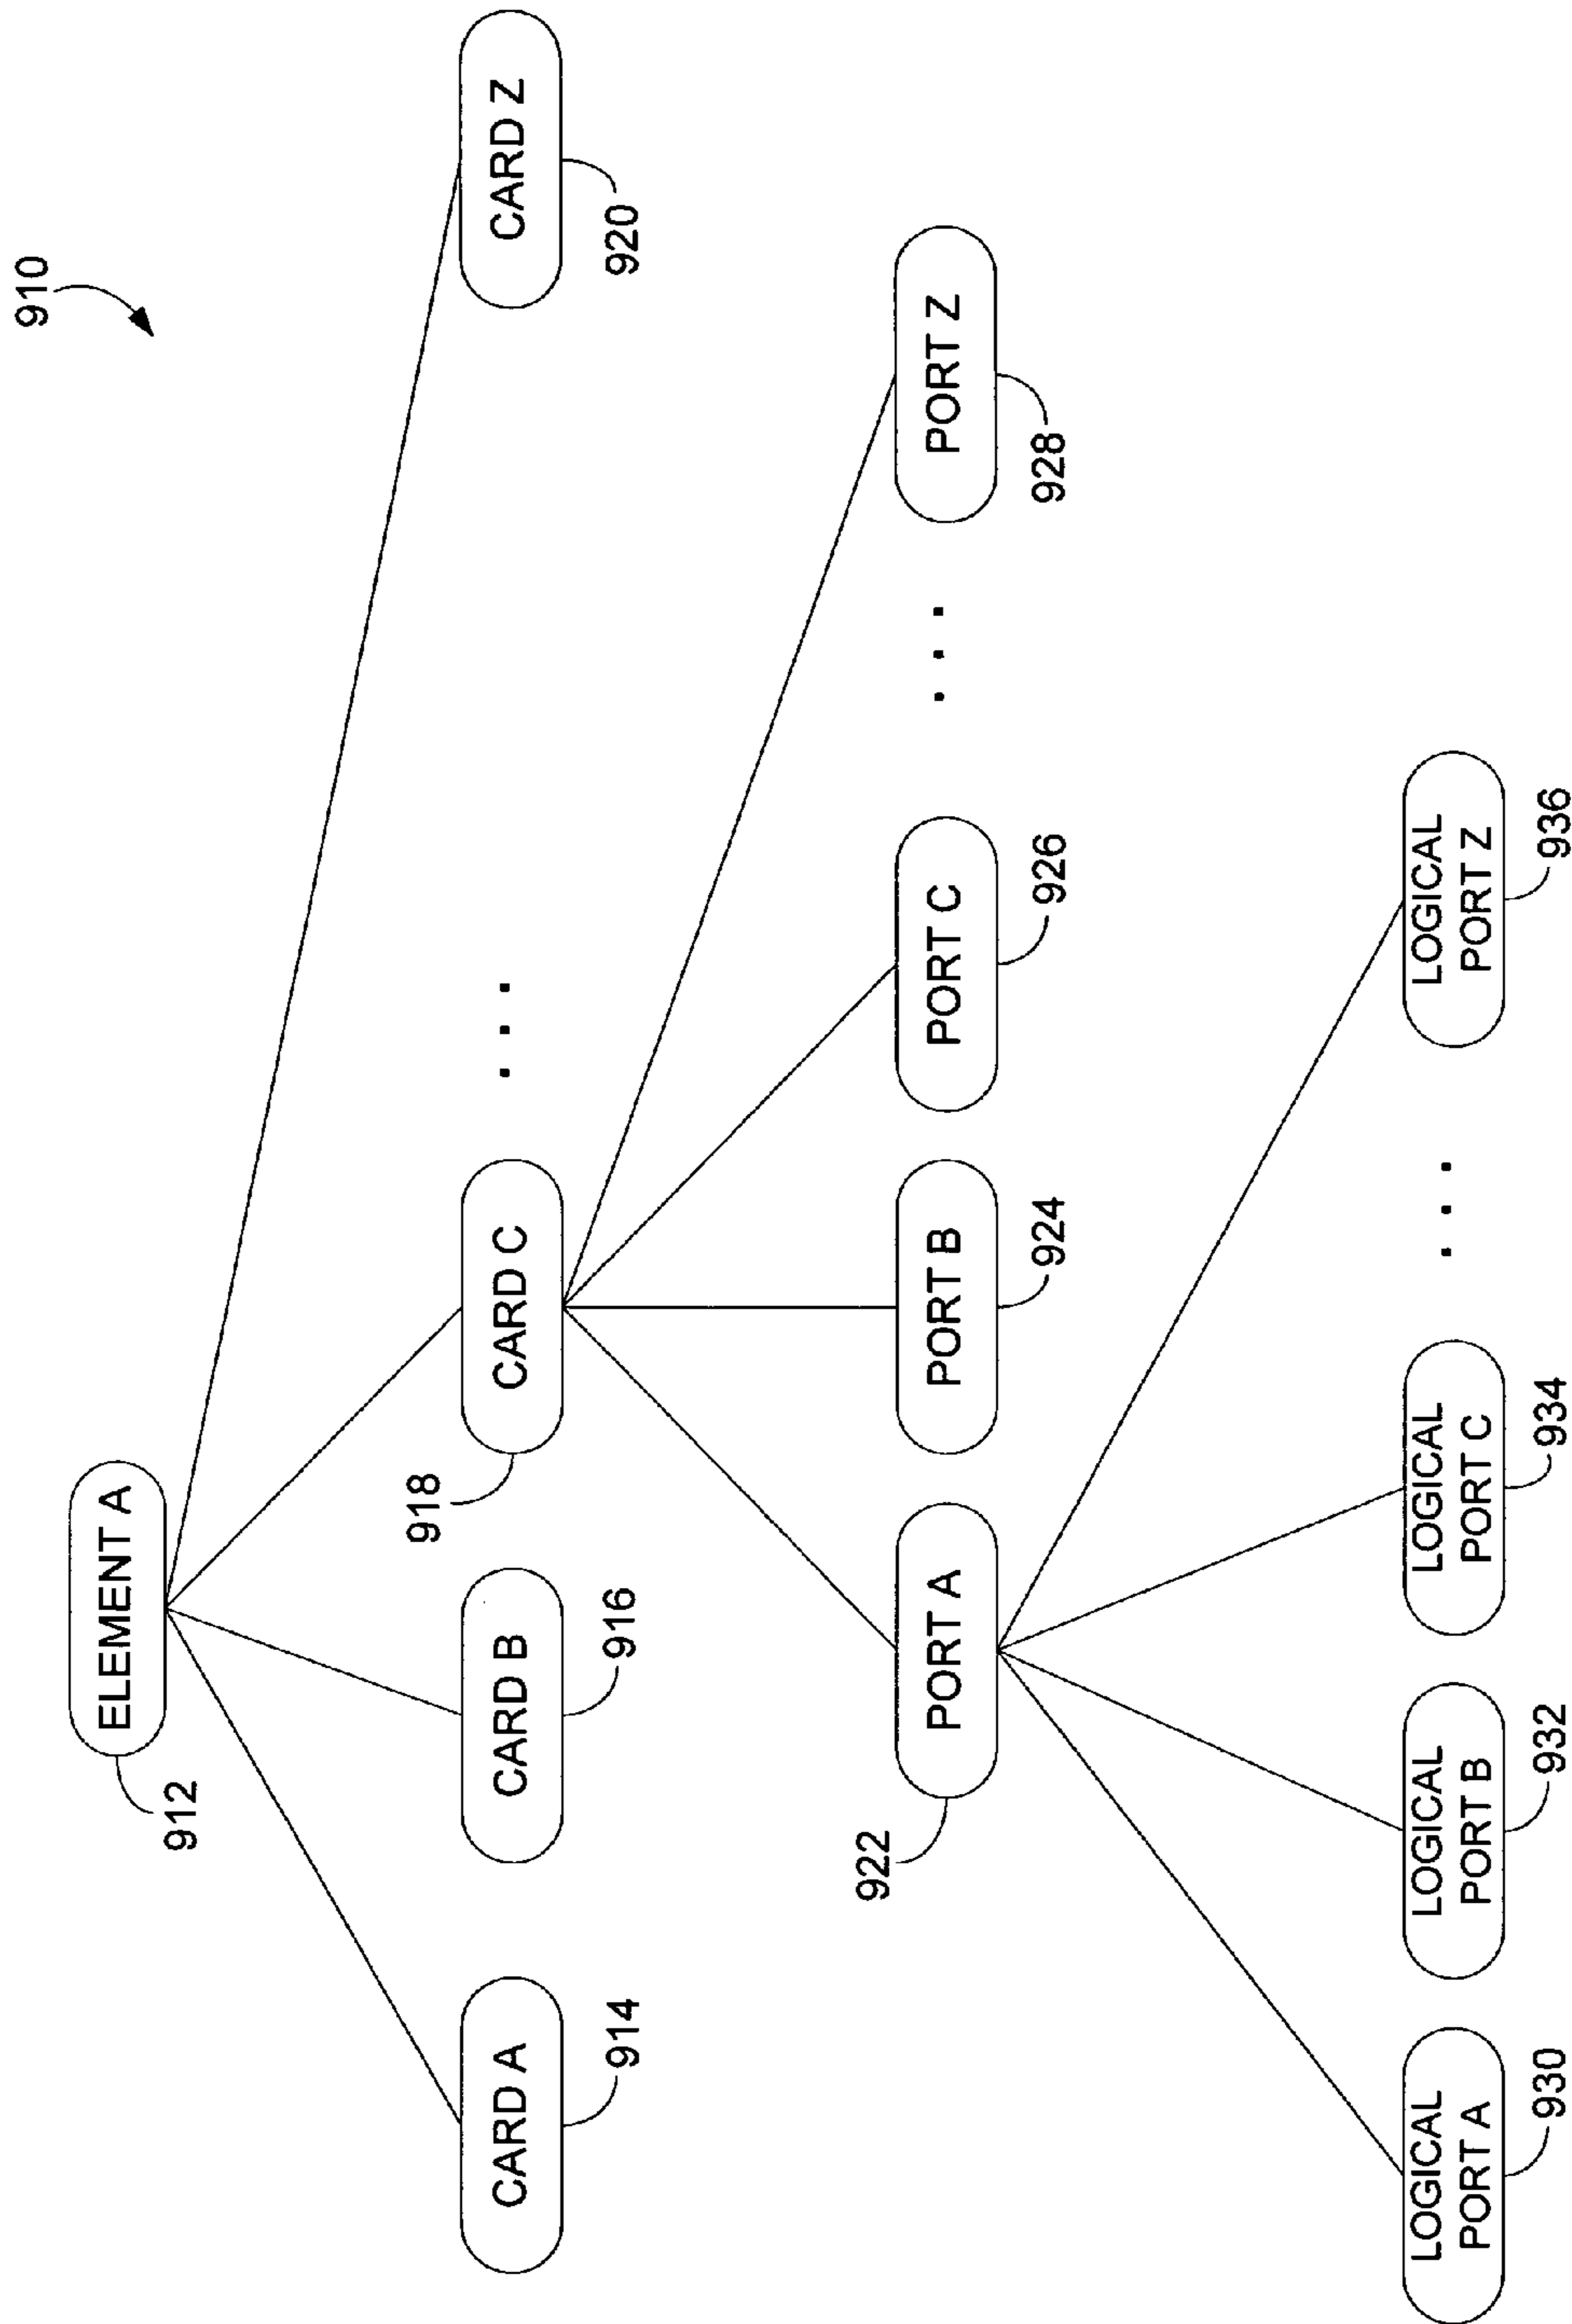 910
ELEMENT A
912
CARD A
914
CARD B
916
CARD C
918
. . .
CARD Z
920
PORT A
922
PORT B
924
PORT C
926
. . .
PORT Z
928
LOGICAL
PORT A
930
LOGICAL
PORT B
932
LOGICAL
PORT C
934
. . .
LOGICAL
PORT Z
936